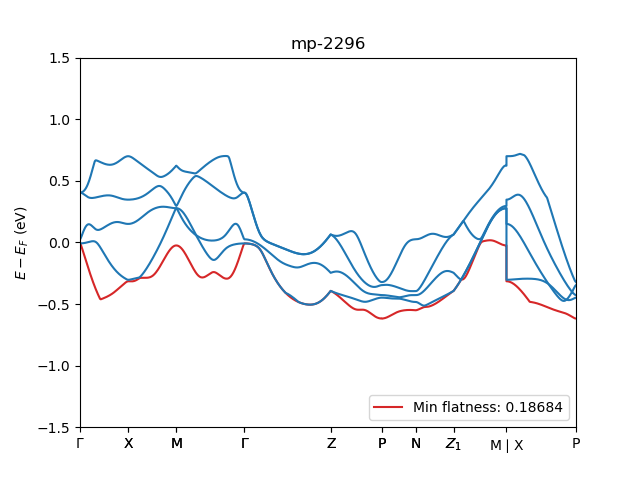 mp-2296
E − E_F (eV)
1.5
1.0
0.5
0.0
−0.5
−1.0
−1.5
Min flatness: 0.18684
Γ X M Γ Z P N Z₁ M | X P